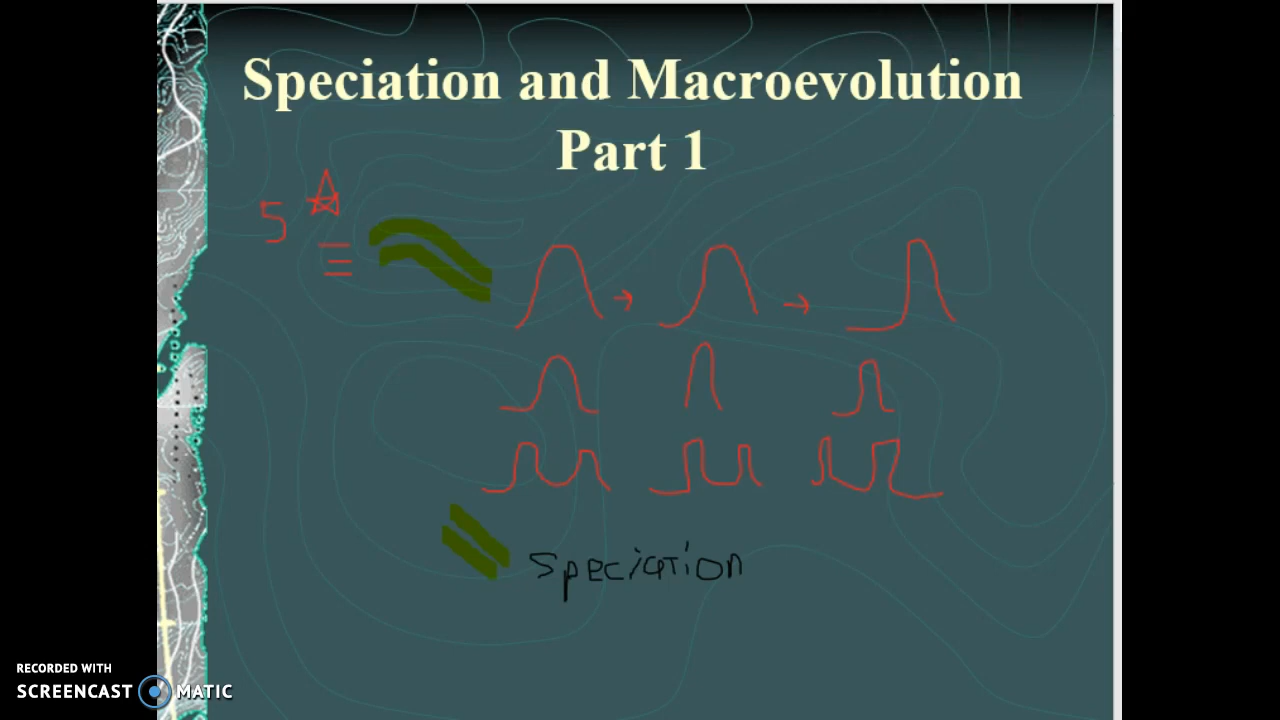 Speciation and Macroevolution
Part 1
5
speciation
RECORDED WITH
SCREENCAST MATIC